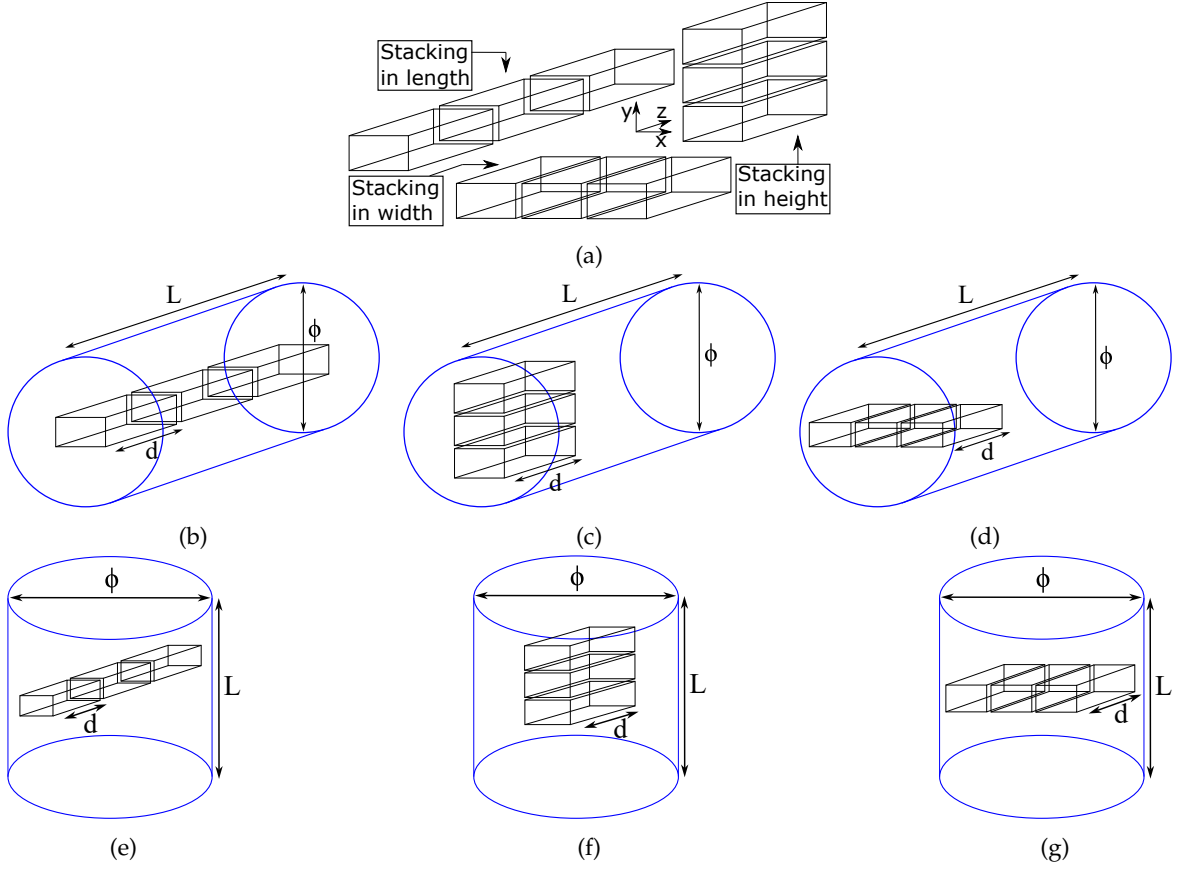 Stacking
in length
y
z
x
Stacking
in width
Stacking
in height
(a)
L
ϕ
d
(b)
L
ϕ
d
(c)
L
ϕ
d
(d)
ϕ
L
d
(e)
ϕ
L
d
(f)
ϕ
L
d
(g)